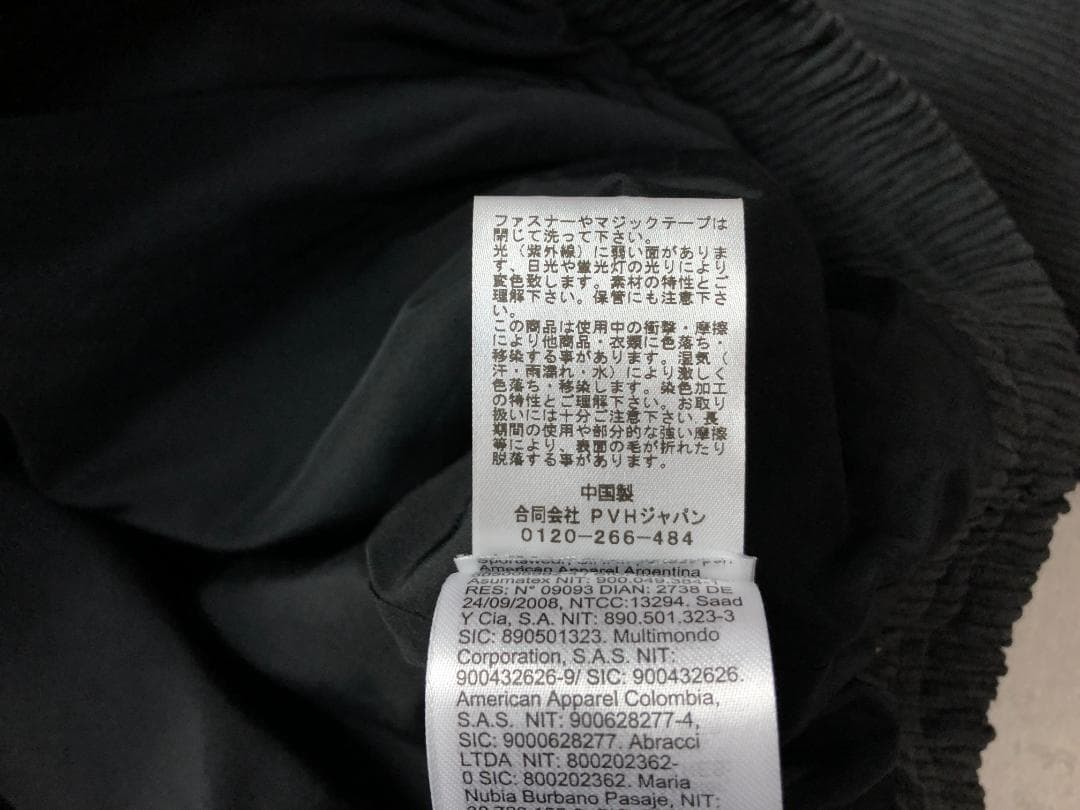 ファスナーやマジックテープは
閉じて洗って下さい。
光（紫外線）に弱い面がありま
す、日光や蛍光灯の光りにより
変色致します。素材の特性とご
理解下さい。保管にも注意下さ
い。
この商品は使用中の衝撃・摩擦
により他商品・衣類に色落ち・
移染する事があります。湿気（
汗・雨濡れ・水）により激しく
色落ち・移染します。染色加工
の特性とご理解下さい。お取り
扱いには十分ご注意下さい 長
期間の使用や部分的な強い摩擦
等により、表面の毛が折れたり
脱落する事があります。
中国製
合同会社 PVHジャパン
0120-266-484
American Apparel Argentina
Asumatex NIT: 900.049.384-1
RES: N° 09093 DIAN: 2738 DE
24/09/2008, NTCC:13294. Saad
Y Cia, S.A. NIT: 890.501.323-3
SIC: 890501323. Multimondo
Corporation, S.A.S. NIT:
900432626-9/ SIC: 900432626.
American Apparel Colombia,
S.A.S. NIT: 900628277-4,
SIC: 9000628277. Abracci
LTDA NIT: 800202362-
0 SIC: 800202362. Maria
Nubia Burbano Pasaje, NIT: